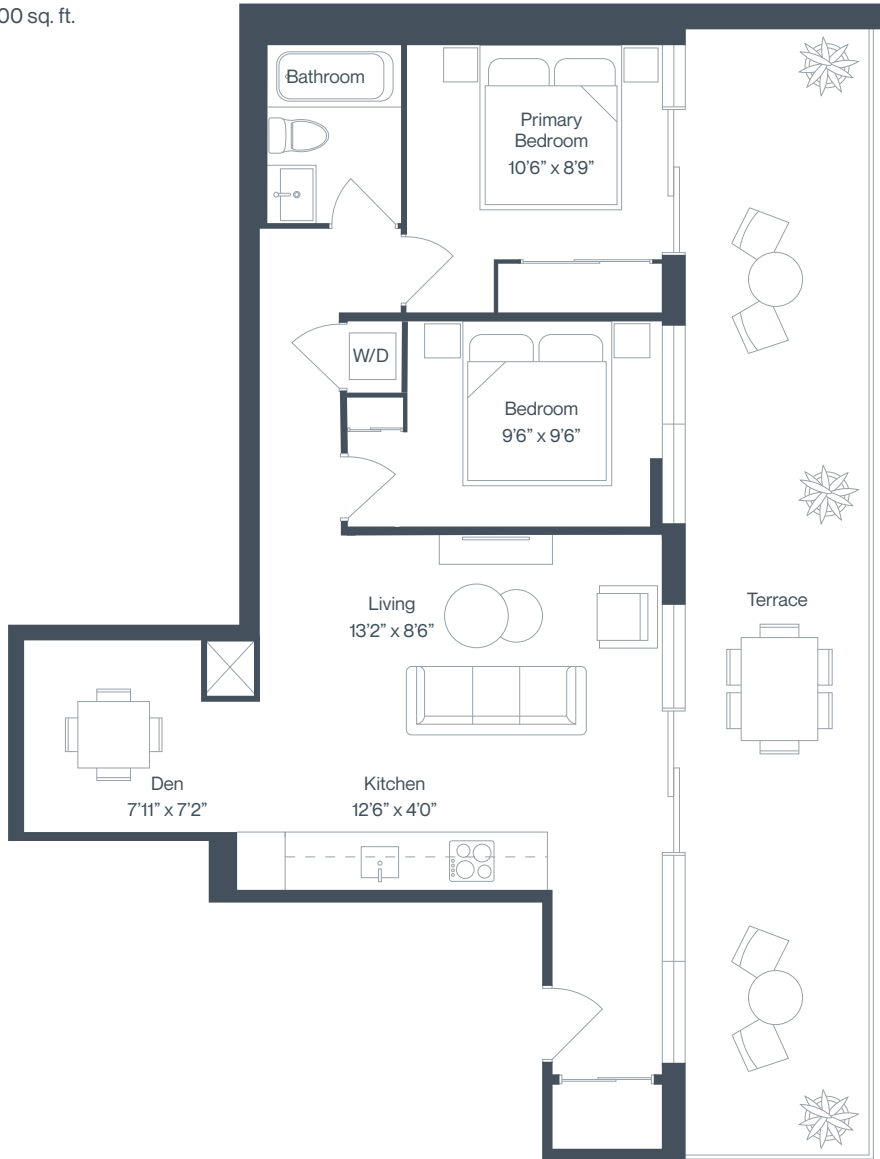 00 sq. ft.
Bathroom
Primary
Bedroom
10’6” x 8’9”
W/D
Bedroom
9’6” x 9’6”
Living
13’2” x 8’6”
Terrace
Den
7’11” x 7’2”
Kitchen
12’6” x 4’0”